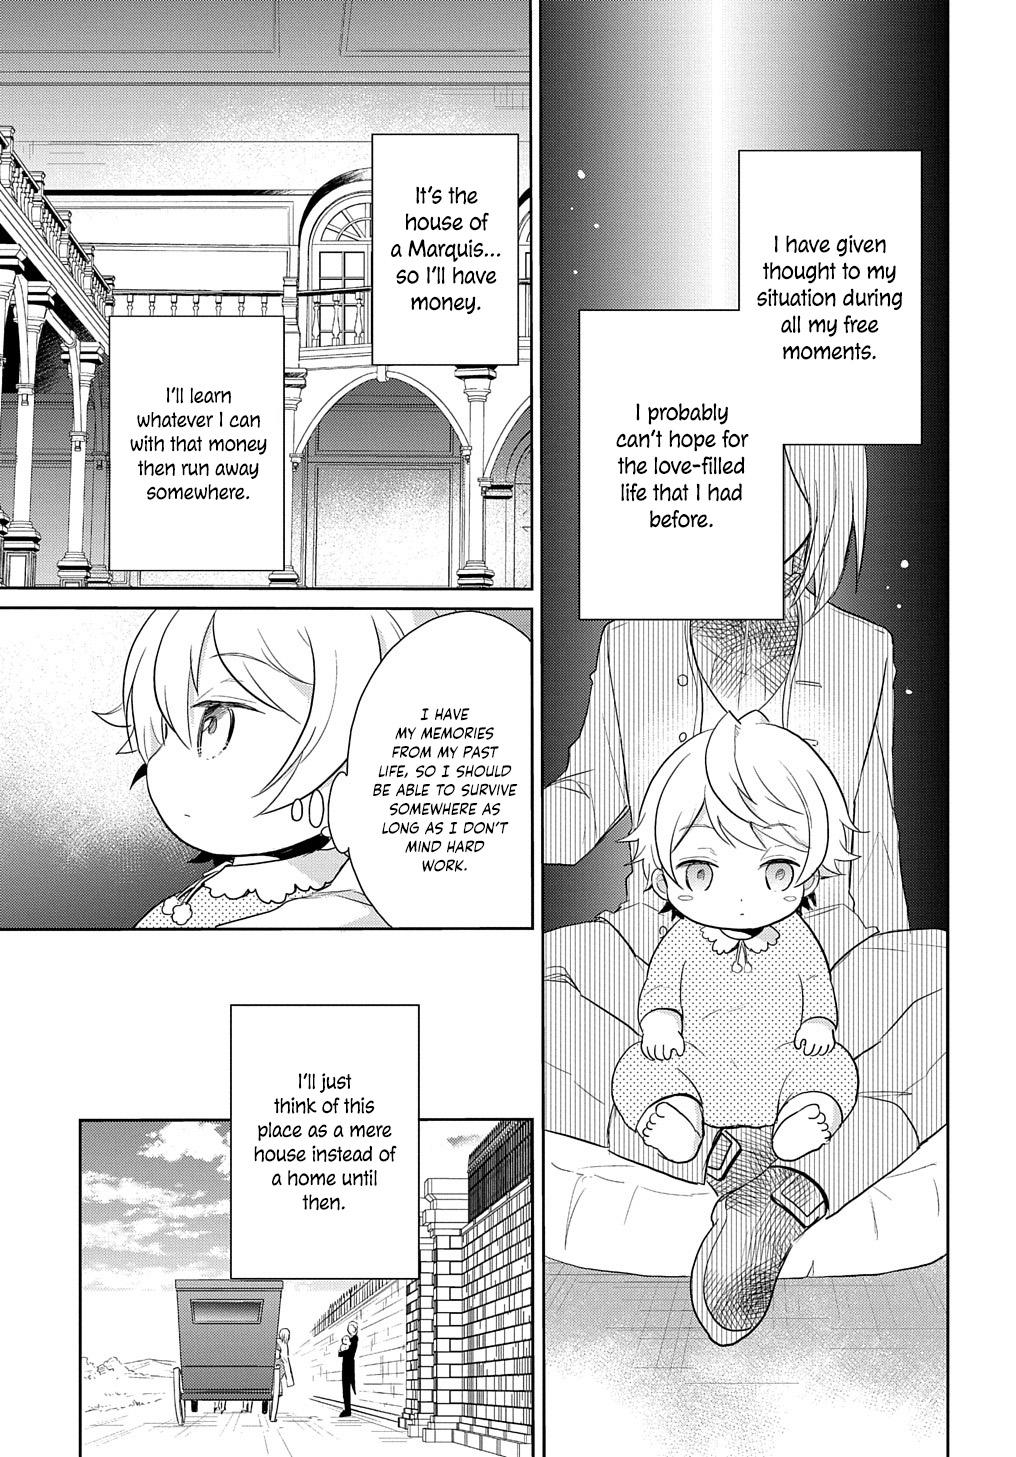 I have given
thought to my
situation during
all my free
moments.
I probably
can't hope for
the love-filled
life that I had
before.
It's the
house of
a Marquis...
so I'll have
money.
I'll learn
whatever I can
with that money
then run away
somewhere.
I HAVE
MY MEMORIES
FROM MY PAST
LIFE, SO I SHOULD
BE ABLE TO SURVIVE
SOMEWHERE AS
LONG AS I DON'T
MIND HARD
WORK.
I'll just
think of this
place as a mere
house instead of
a home until
then.